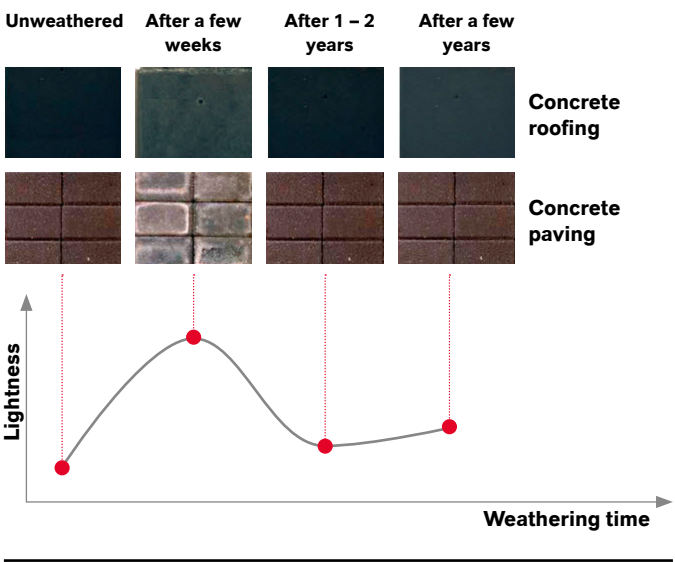 Unweathered
After a few
weeks
After 1 – 2
years
After a few
years
Concrete
roofing
Concrete
paving
Lightness
Weathering time